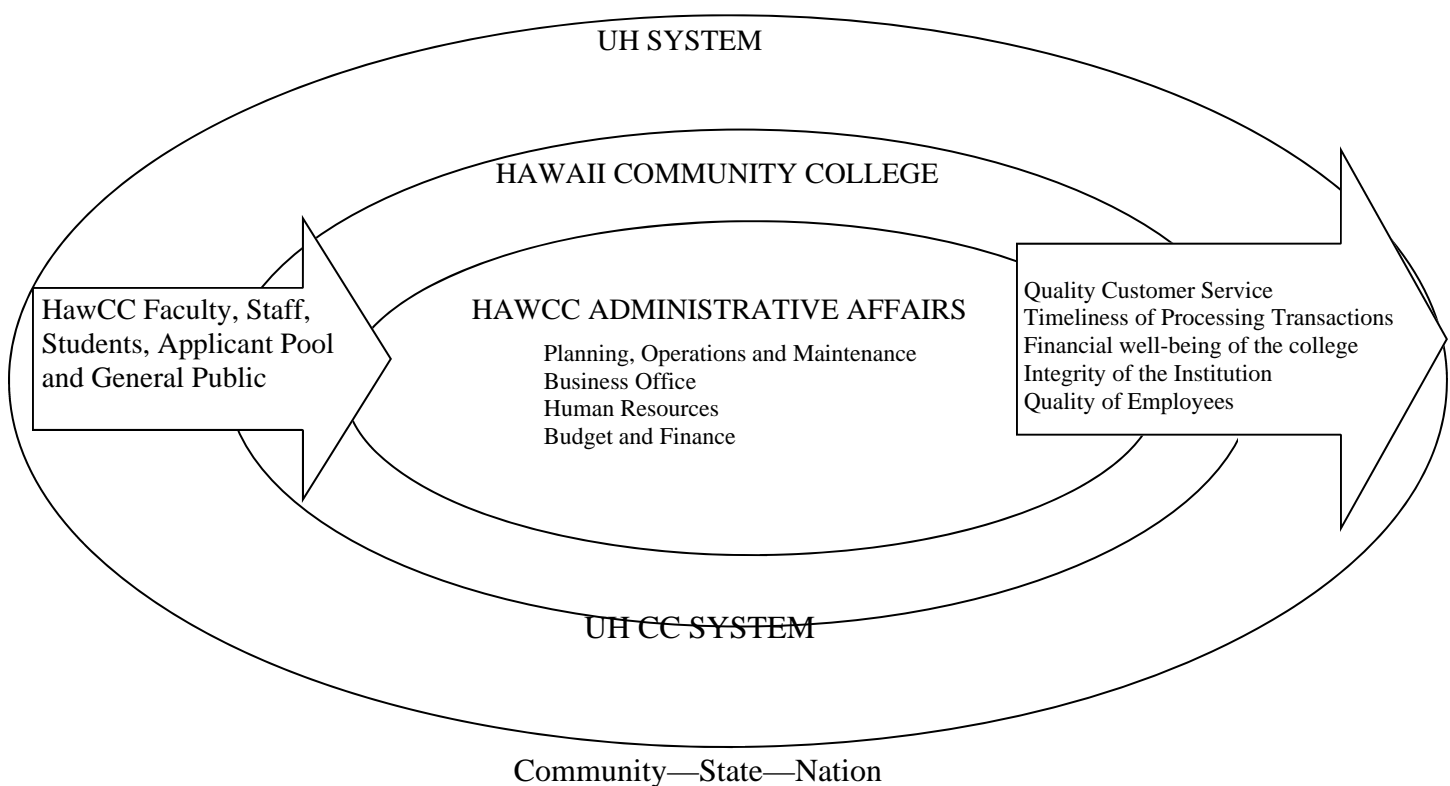 UH SYSTEM
HAWAII COMMUNITY COLLEGE
HawCC Faculty, Staff,
Students, Applicant Pool
and General Public
HAWCC ADMINISTRATIVE AFFAIRS
Planning, Operations and Maintenance
Business Office
Human Resources
Budget and Finance
Quality Customer Service
Timeliness of Processing Transactions
Financial well-being of the college
Integrity of the Institution
Quality of Employees
UH CC SYSTEM
Community—State—Nation